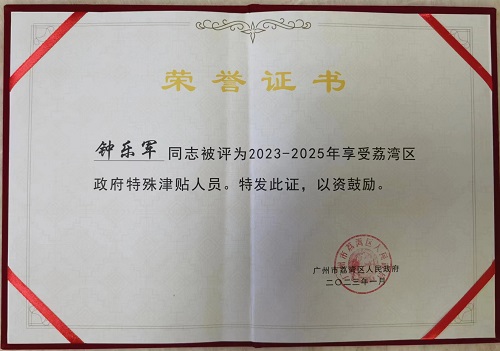 荣誉证书
钟乐军 同志被评为2023-2025年享受荔湾区
政府特殊津贴人员。特发此证，以资鼓励。
广州市荔湾区人民政府
二〇二三年一月